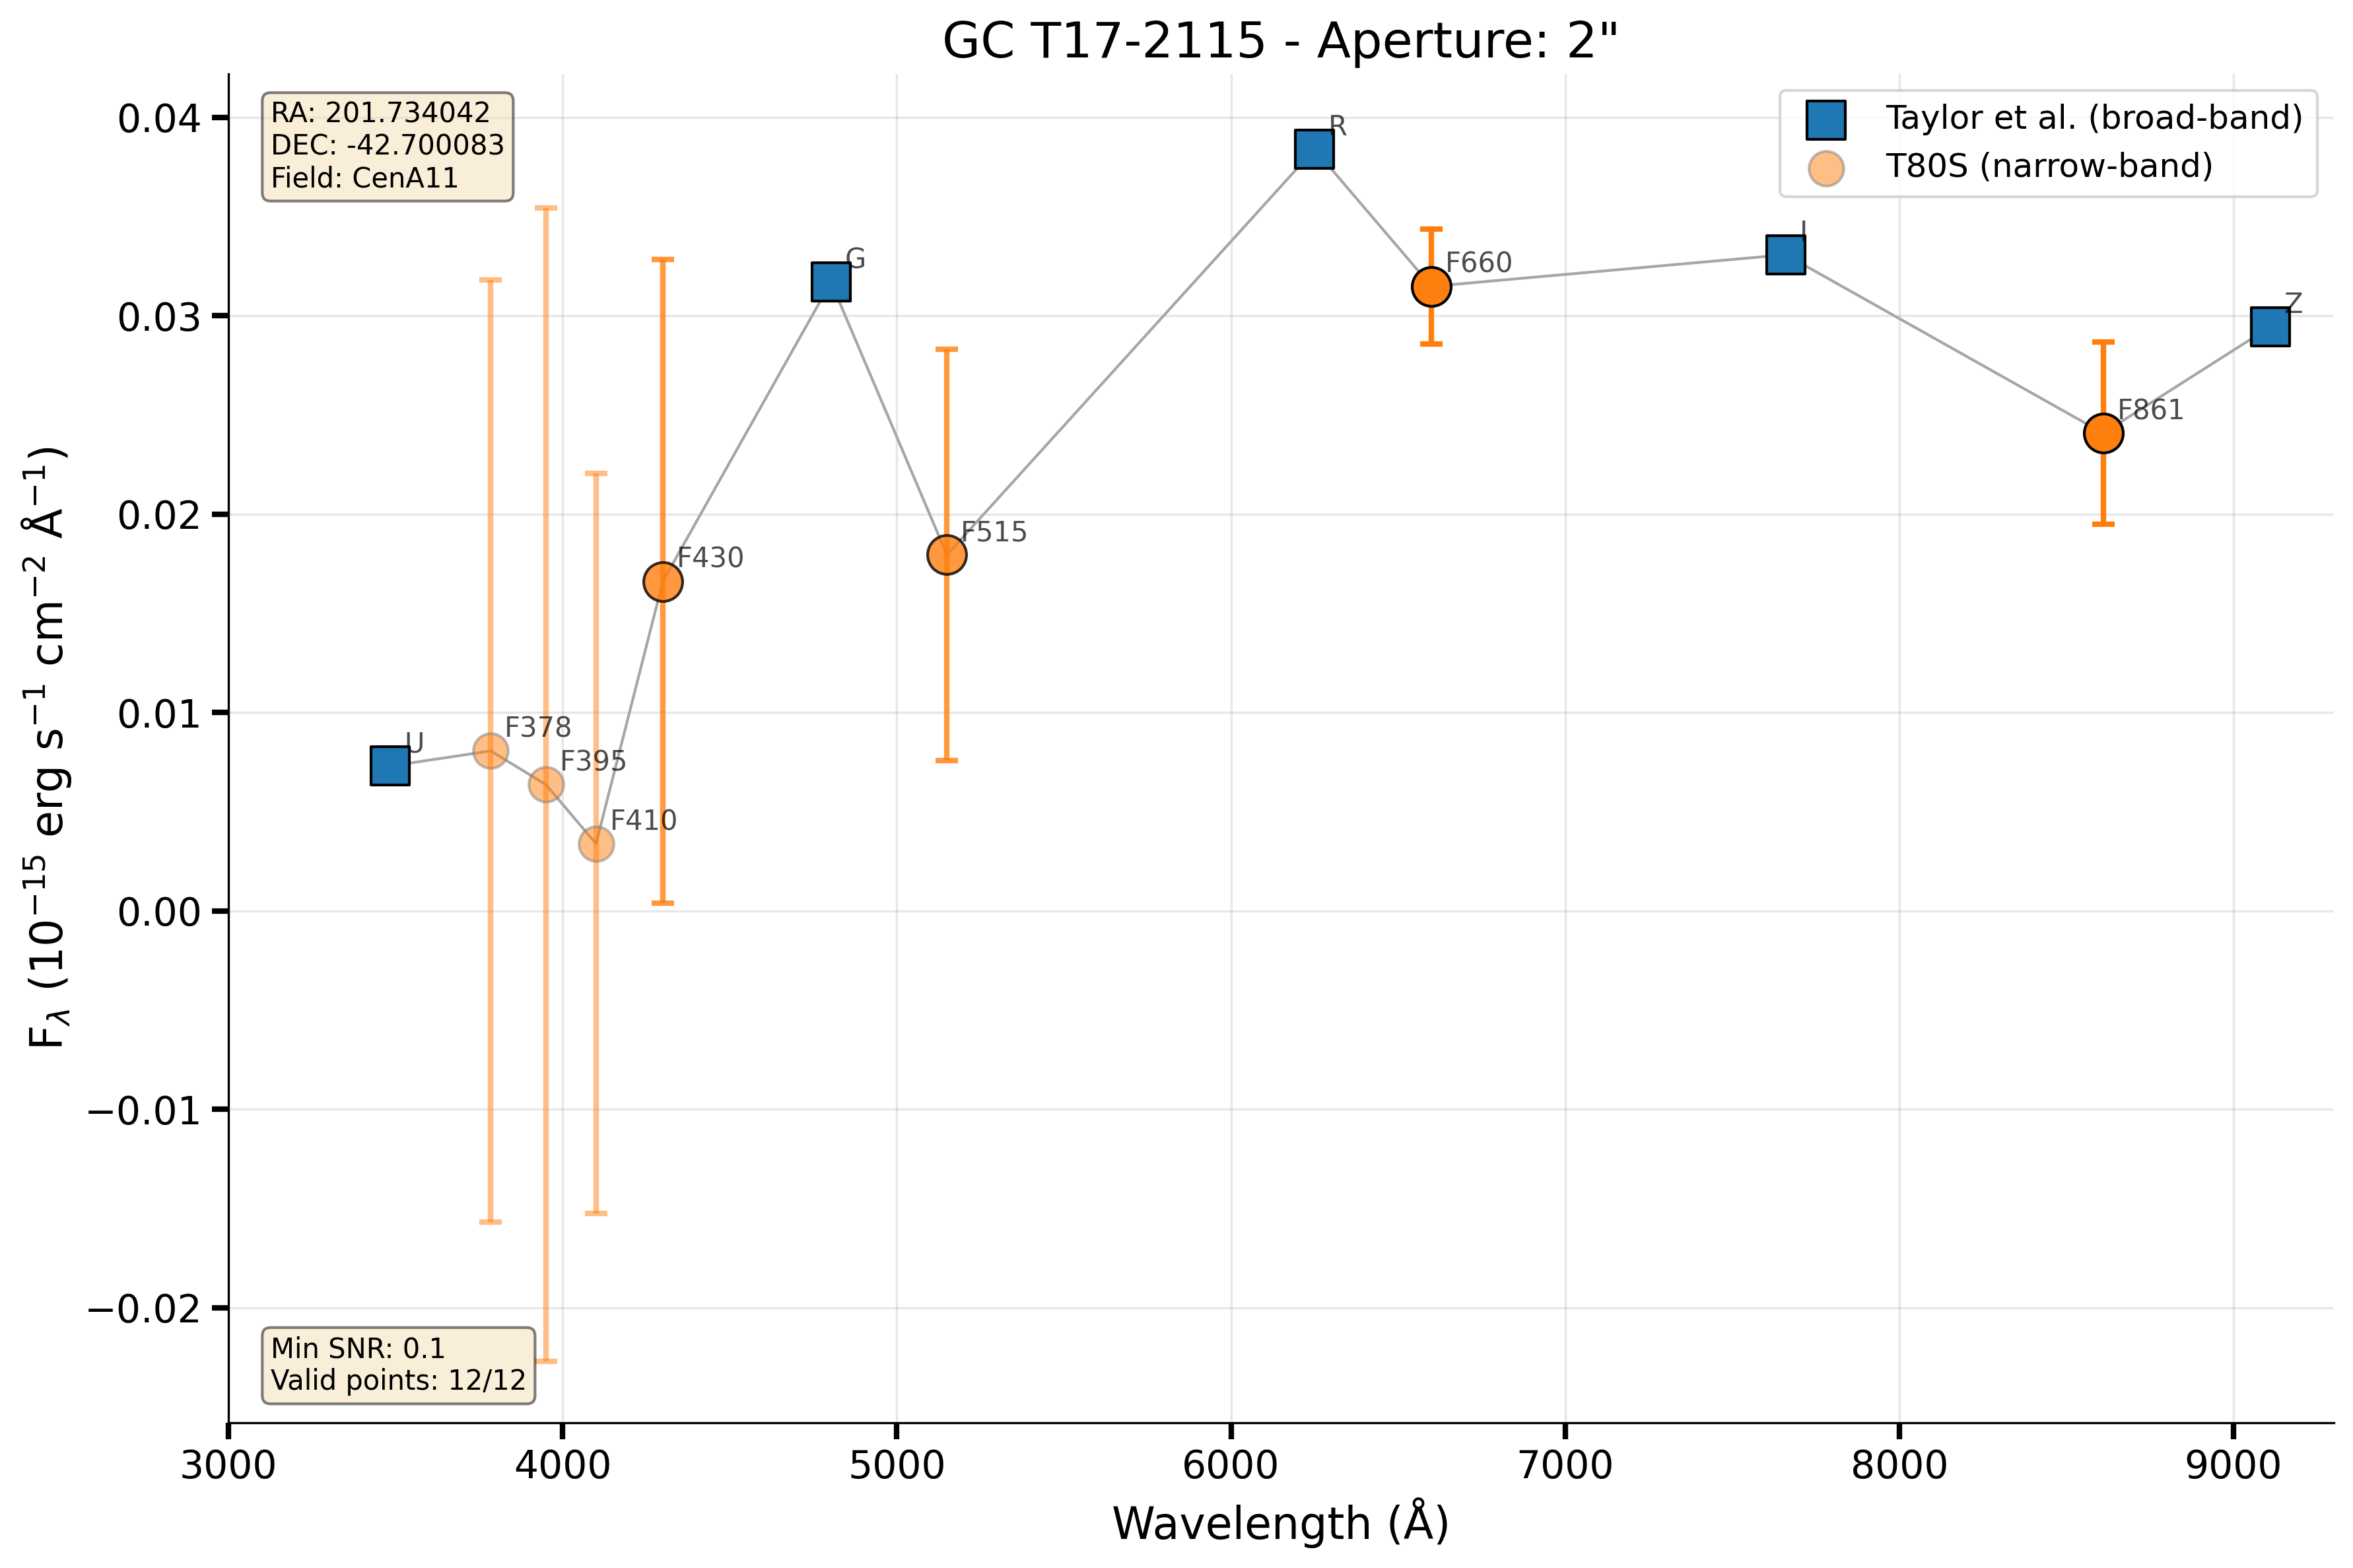 GC T17-2115 - Aperture: 2"
RA: 201.734042
DEC: -42.700083
Field: CenA11
Taylor et al. (broad-band)
T80S (narrow-band)
0.04
0.03
0.02
0.01
0.00
−0.01
−0.02
F_λ (10⁻¹⁵ erg s⁻¹ cm⁻² Å⁻¹)
U
F378
F395
F410
F430
G
F515
R
F660
I
F861
Z
Min SNR: 0.1
Valid points: 12/12
3000 4000 5000 6000 7000 8000 9000
Wavelength (Å)